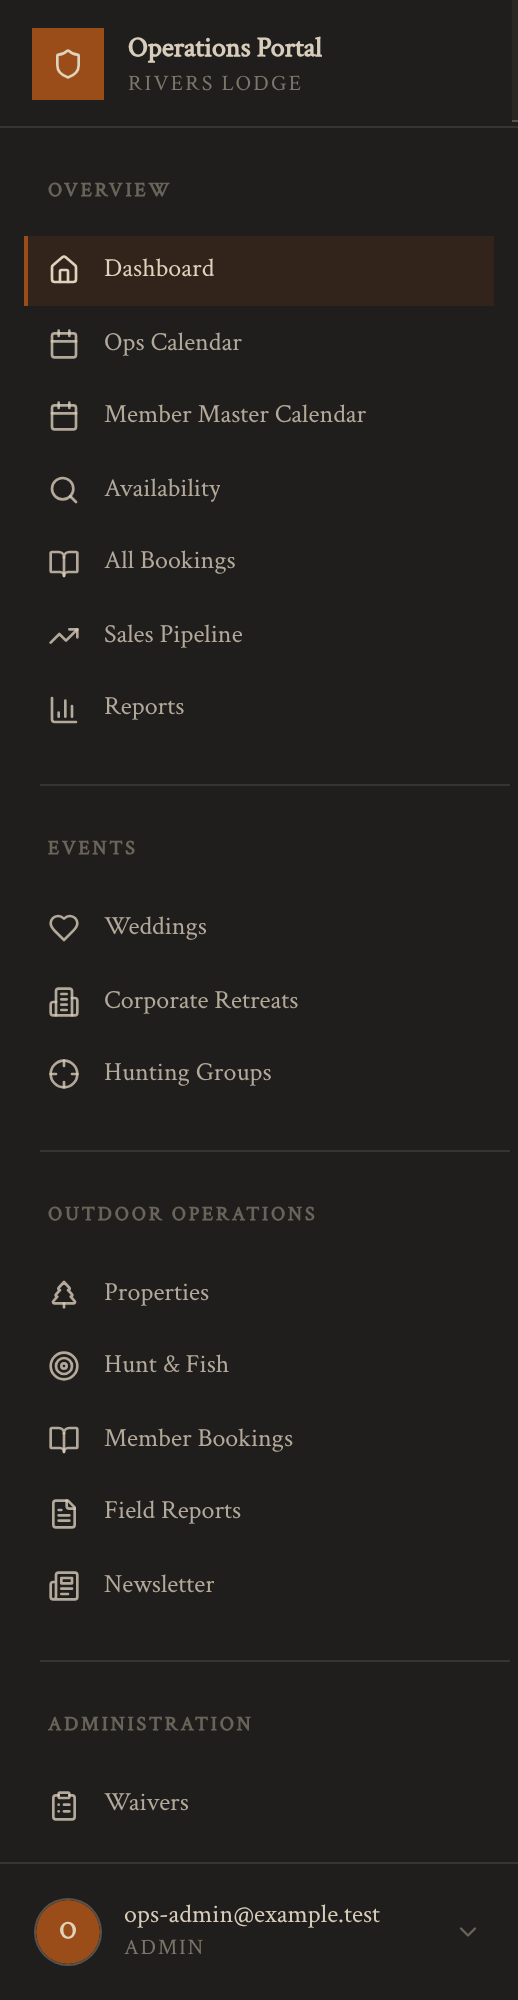 Operations Portal
RIVERS LODGE
OVERVIEW
Dashboard
Ops Calendar
Member Master Calendar
Availability
All Bookings
Sales Pipeline
Reports
EVENTS
Weddings
Corporate Retreats
Hunting Groups
OUTDOOR OPERATIONS
Properties
Hunt & Fish
Member Bookings
Field Reports
Newsletter
ADMINISTRATION
Waivers
O
ops-admin@example.test
ADMIN